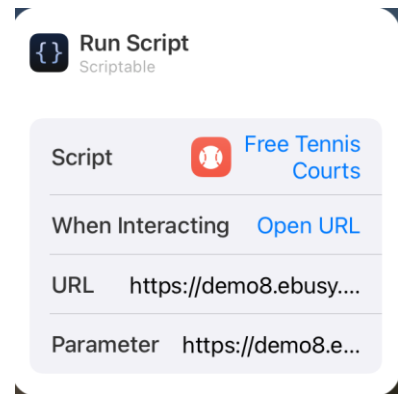 Run Script
Scriptable
Script
Free Tennis
Courts
When Interacting Open URL
URL https://demo8.ebusy....
Parameter https://demo8.e...